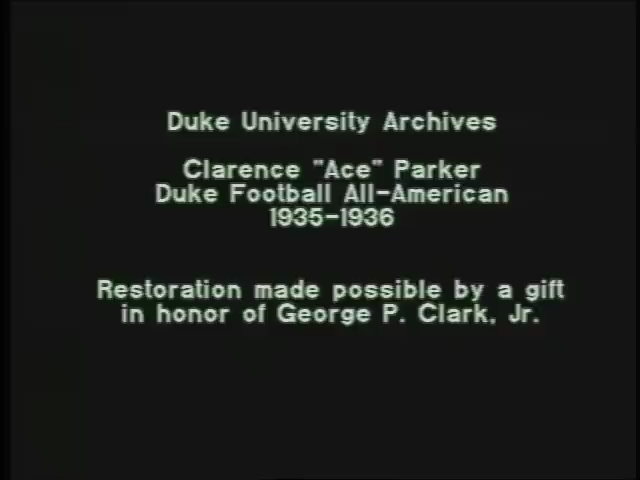 Duke University Archives
Clarence "Ace" Parker
Duke Football All-American
1935-1936
Restoration made possible by a gift
in honor of George P. Clark, Jr.